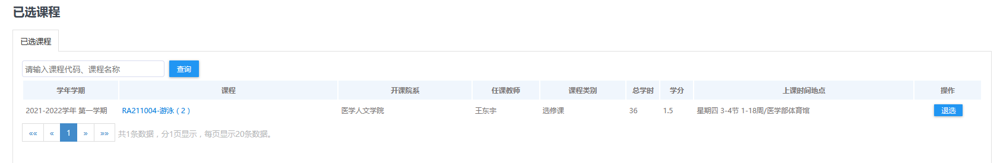 已选课程
已选课程
请输入课程代码、课程名称 查询
学年学期 课程 开课院系 任课教师 课程类别 总学时 学分 上课时间地点 操作
2021-2022学年 第一学期 RA211004-游泳（2） 医学人文学院 王东宇 选修课 36 1.5 星期四 3-4节 1-18周/医学部体育馆 退选
«« « 1 » »» 共1条数据，分1页显示，每页显示20条数据。